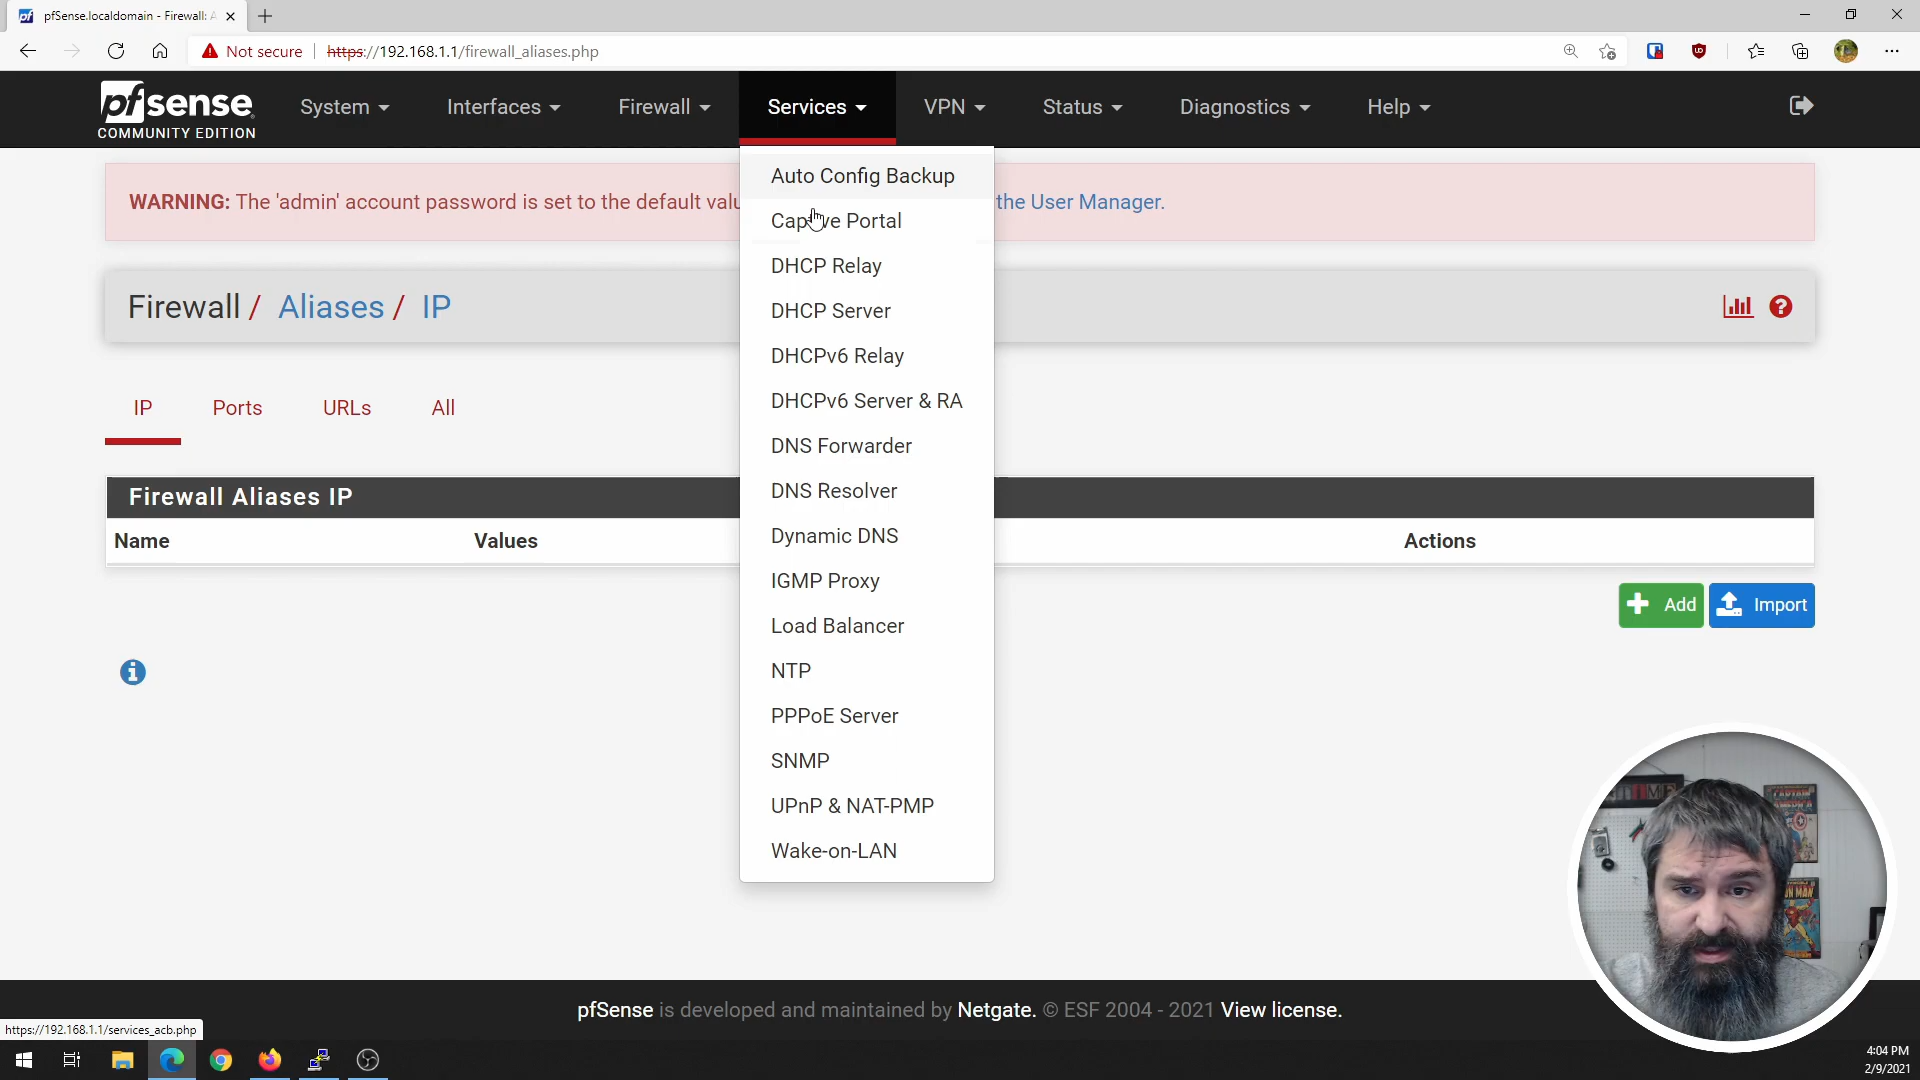 pfSense.localdomain - Firewall: A
Not secure
https://192.168.1.1/firewall_aliases.php
pfsense
COMMUNITY EDITION
System
Interfaces
Firewall
Services
VPN
Status
Diagnostics
Help
WARNING: The 'admin' account password is set to the default valu
the User Manager.
Auto Config Backup
Captive Portal
DHCP Relay
DHCP Server
DHCPv6 Relay
DHCPv6 Server & RA
DNS Forwarder
DNS Resolver
Dynamic DNS
IGMP Proxy
Load Balancer
NTP
PPPoE Server
SNMP
UPnP & NAT-PMP
Wake-on-LAN
Firewall / Aliases / IP
IP
Ports
URLs
All
Firewall Aliases IP
Name
Values
Actions
Add
Import
CAPTAIN AMERICA
IRON MAN
pfSense is developed and maintained by Netgate. © ESF 2004 - 2021 View license.
https://192.168.1.1/services_acb.php
4:04 PM
2/9/2021